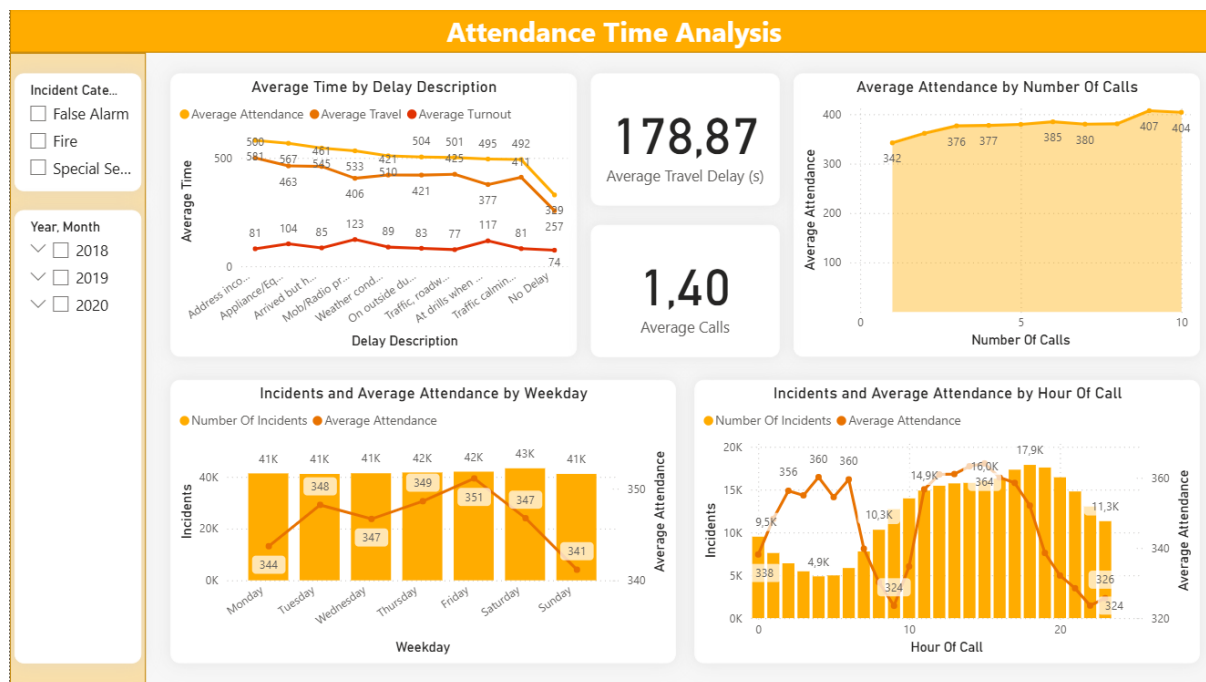 Attendance Time Analysis
Incident Cate...
False Alarm
Fire
Special Se...
Year, Month
2018
2019
2020
Average Time by Delay Description
Average Attendance Average Travel Average Turnout
Average Time
500
0
500 461 492 504 501 495 411
581 567 545 533 421 510 425
463 406 421 377 329
81 104 85 123 89 83 77 117 81 257
74
Address inco...
Appliance/Eq...
Arrived but h...
Mob/Radio pr...
Weather cond...
On outside du...
Traffic, roadw...
At drills when ...
Traffic calmin...
No Delay
Delay Description
178,87
Average Travel Delay (s)
1,40
Average Calls
Average Attendance by Number Of Calls
Average Attendance
400
300
200
100
342 376 377 385 380 407 404
0 5 10
Number Of Calls
Incidents and Average Attendance by Weekday
Number Of Incidents Average Attendance
Incidents
40K
20K
0K
41K 41K 41K 42K 42K 43K 41K
344 348 347 349 351 347 341
350
340
Average Attendance
Monday
Tuesday
Wednesday
Thursday
Friday
Saturday
Sunday
Weekday
Incidents and Average Attendance by Hour Of Call
Number Of Incidents Average Attendance
Incidents
20K
15K
10K
5K
0K
9,5K 4,9K 10,3K 14,9K 16,0K 17,9K 11,3K
338 356 360 360 324 364 326 324
360
340
320
Average Attendance
0 10 20
Hour Of Call